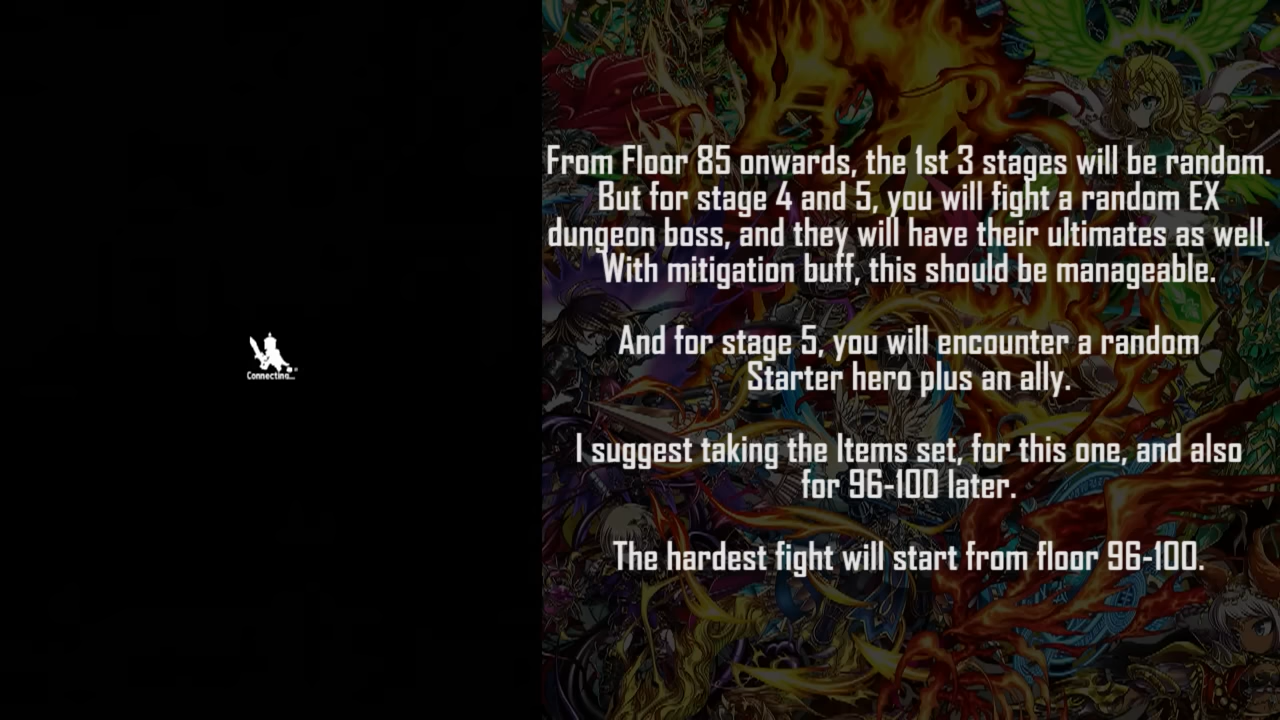 Connecting...
From Floor 85 onwards, the 1st 3 stages will be random.
But for stage 4 and 5, you will fight a random EX
dungeon boss, and they will have their ultimates as well.
With mitigation buff, this should be manageable.
And for stage 5, you will encounter a random
Starter hero plus an ally.
I suggest taking the Items set, for this one, and also
for 96-100 later.
The hardest fight will start from floor 96-100.